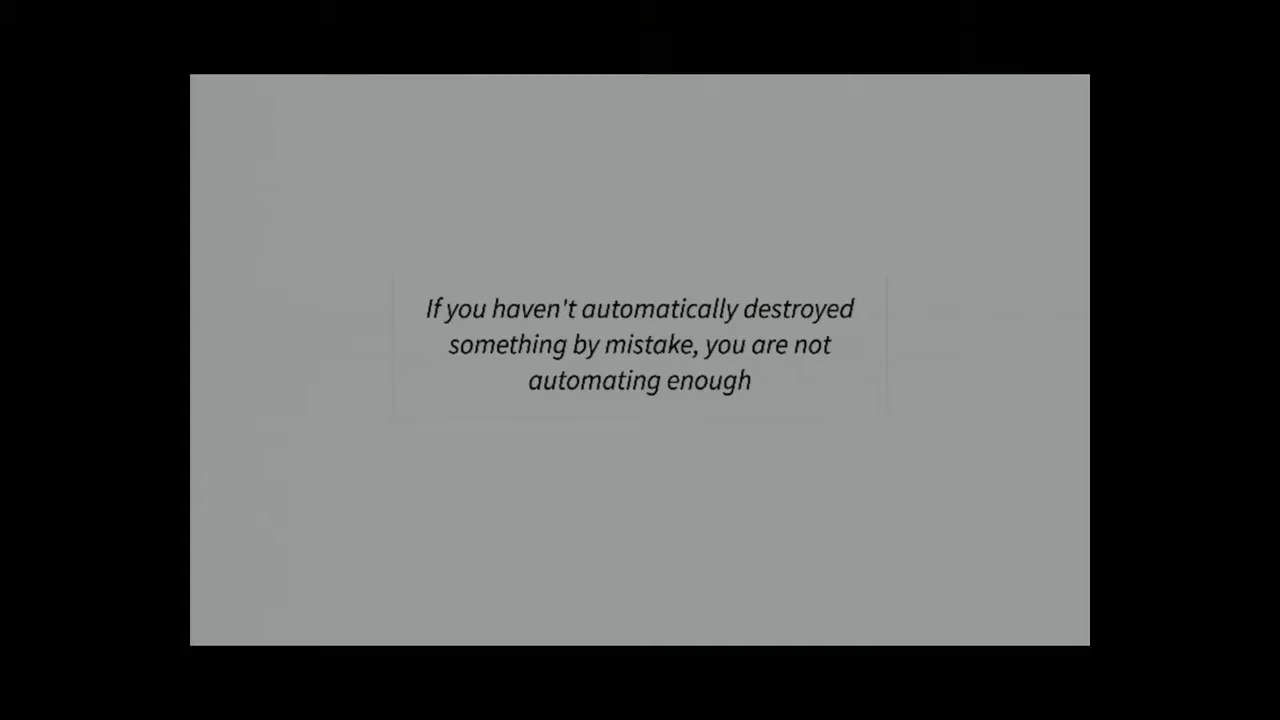 If you haven't automatically destroyed
something by mistake, you are not
automating enough